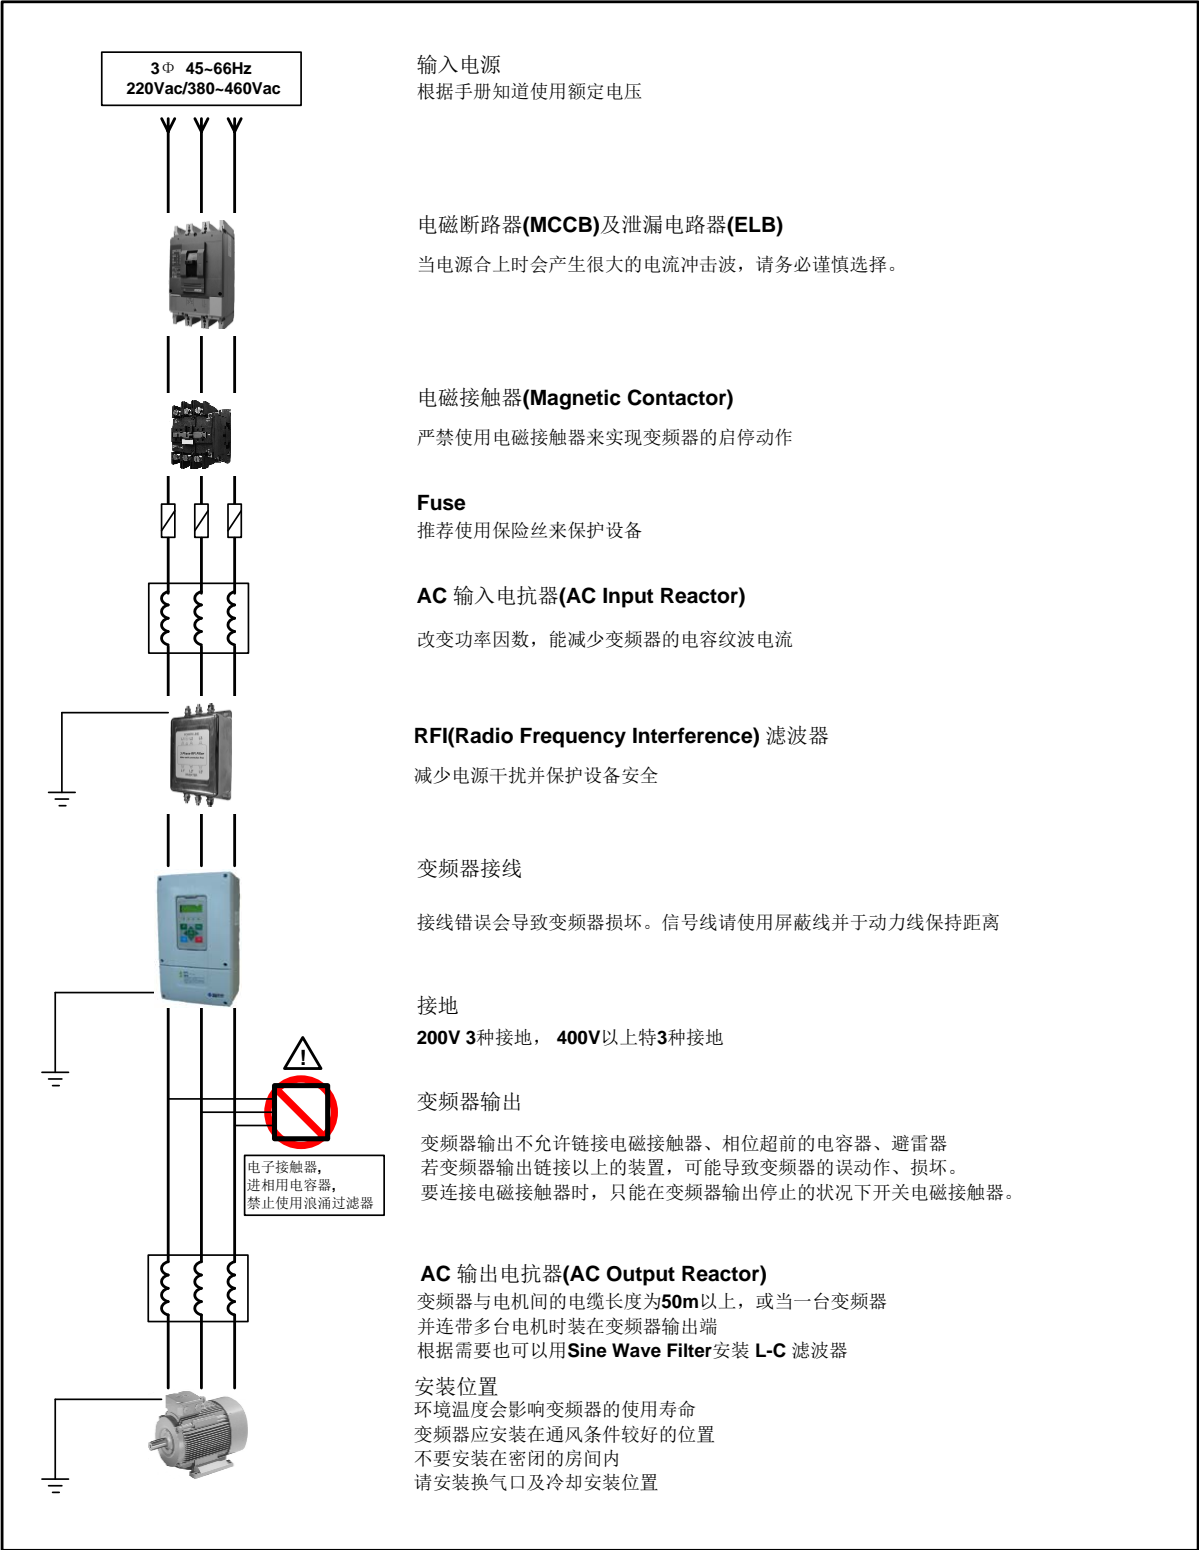 3Φ 45~66Hz
220Vac/380~460Vac
输入电源
根据手册知道使用额定电压
电磁断路器(MCCB)及泄漏电路器(ELB)
当电源合上时会产生很大的电流冲击波，请务必谨慎选择。
电磁接触器(Magnetic Contactor)
严禁使用电磁接触器来实现变频器的启停动作
Fuse
推荐使用保险丝来保护设备
AC 输入电抗器(AC Input Reactor)
改变功率因数，能减少变频器的电容纹波电流
RFI(Radio Frequency Interference) 滤波器
减少电源干扰并保护设备安全
变频器接线
接线错误会导致变频器损坏。信号线请使用屏蔽线并于动力线保持距离
接地
200V 3种接地， 400V以上特3种接地
!
变频器输出
变频器输出不允许链接电磁接触器、相位超前的电容器、避雷器
若变频器输出链接以上的装置，可能导致变频器的误动作、损坏。
要连接电磁接触器时，只能在变频器输出停止的状况下开关电磁接触器。
电子接触器,
进相用电容器,
禁止使用浪涌过滤器
AC 输出电抗器(AC Output Reactor)
变频器与电机间的电缆长度为50m以上，或当一台变频器
并连带多台电机时装在变频器输出端
根据需要也可以用Sine Wave Filter安装 L-C 滤波器
安装位置
环境温度会影响变频器的使用寿命
变频器应安装在通风条件较好的位置
不要安装在密闭的房间内
请安装换气口及冷却安装位置